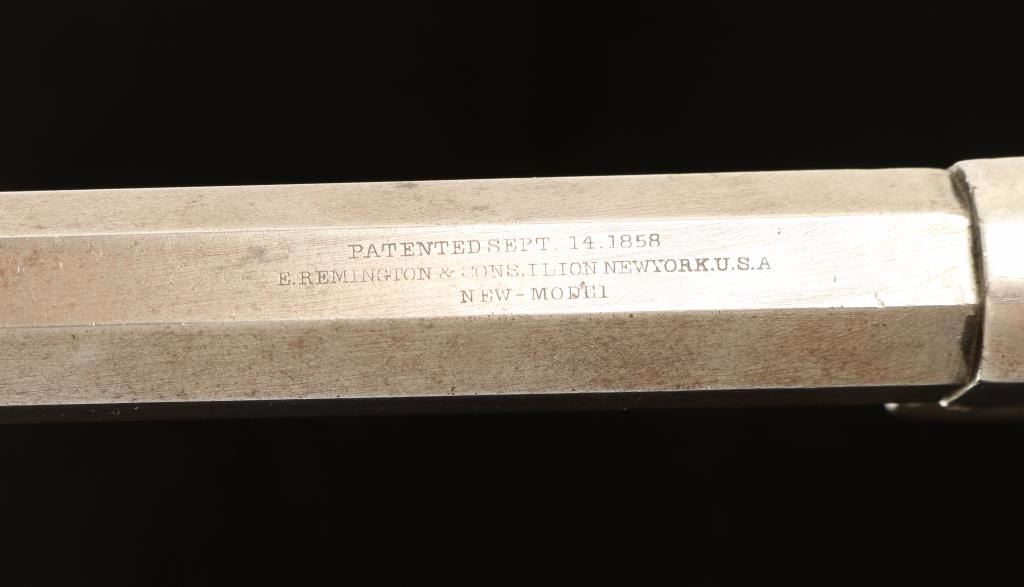 PATENTED SEPT. 14.1858
E.REMINGTON & SONS.ILION NEWYORK.U.S.A
NEW-MODEL